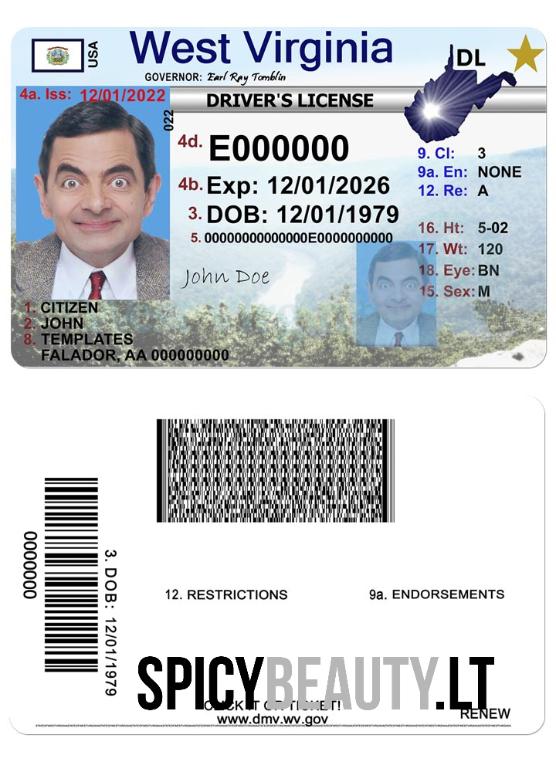 USA
West Virginia
DL
GOVERNOR: Earl Ray Tomblin
4a. Iss: 12/01/2022
DRIVER'S LICENSE
022
4d. E000000
9. Cl: 3
9a. En: NONE
4b. Exp: 12/01/2026
12. Re: A
3. DOB: 12/01/1979
16. Ht: 5-02
5. 00000000000000E0000000000
17. Wt: 120
John Doe
18. Eye: BN
15. Sex: M
1. CITIZEN
2. JOHN
8. TEMPLATES
FALADOR, AA 000000000
0000000
3. DOB: 12/01/1979
12. RESTRICTIONS
9a. ENDORSEMENTS
SPICYBEAUTY.LT
CLICK IT OR TICKET!
www.dmv.wv.gov
RENEW